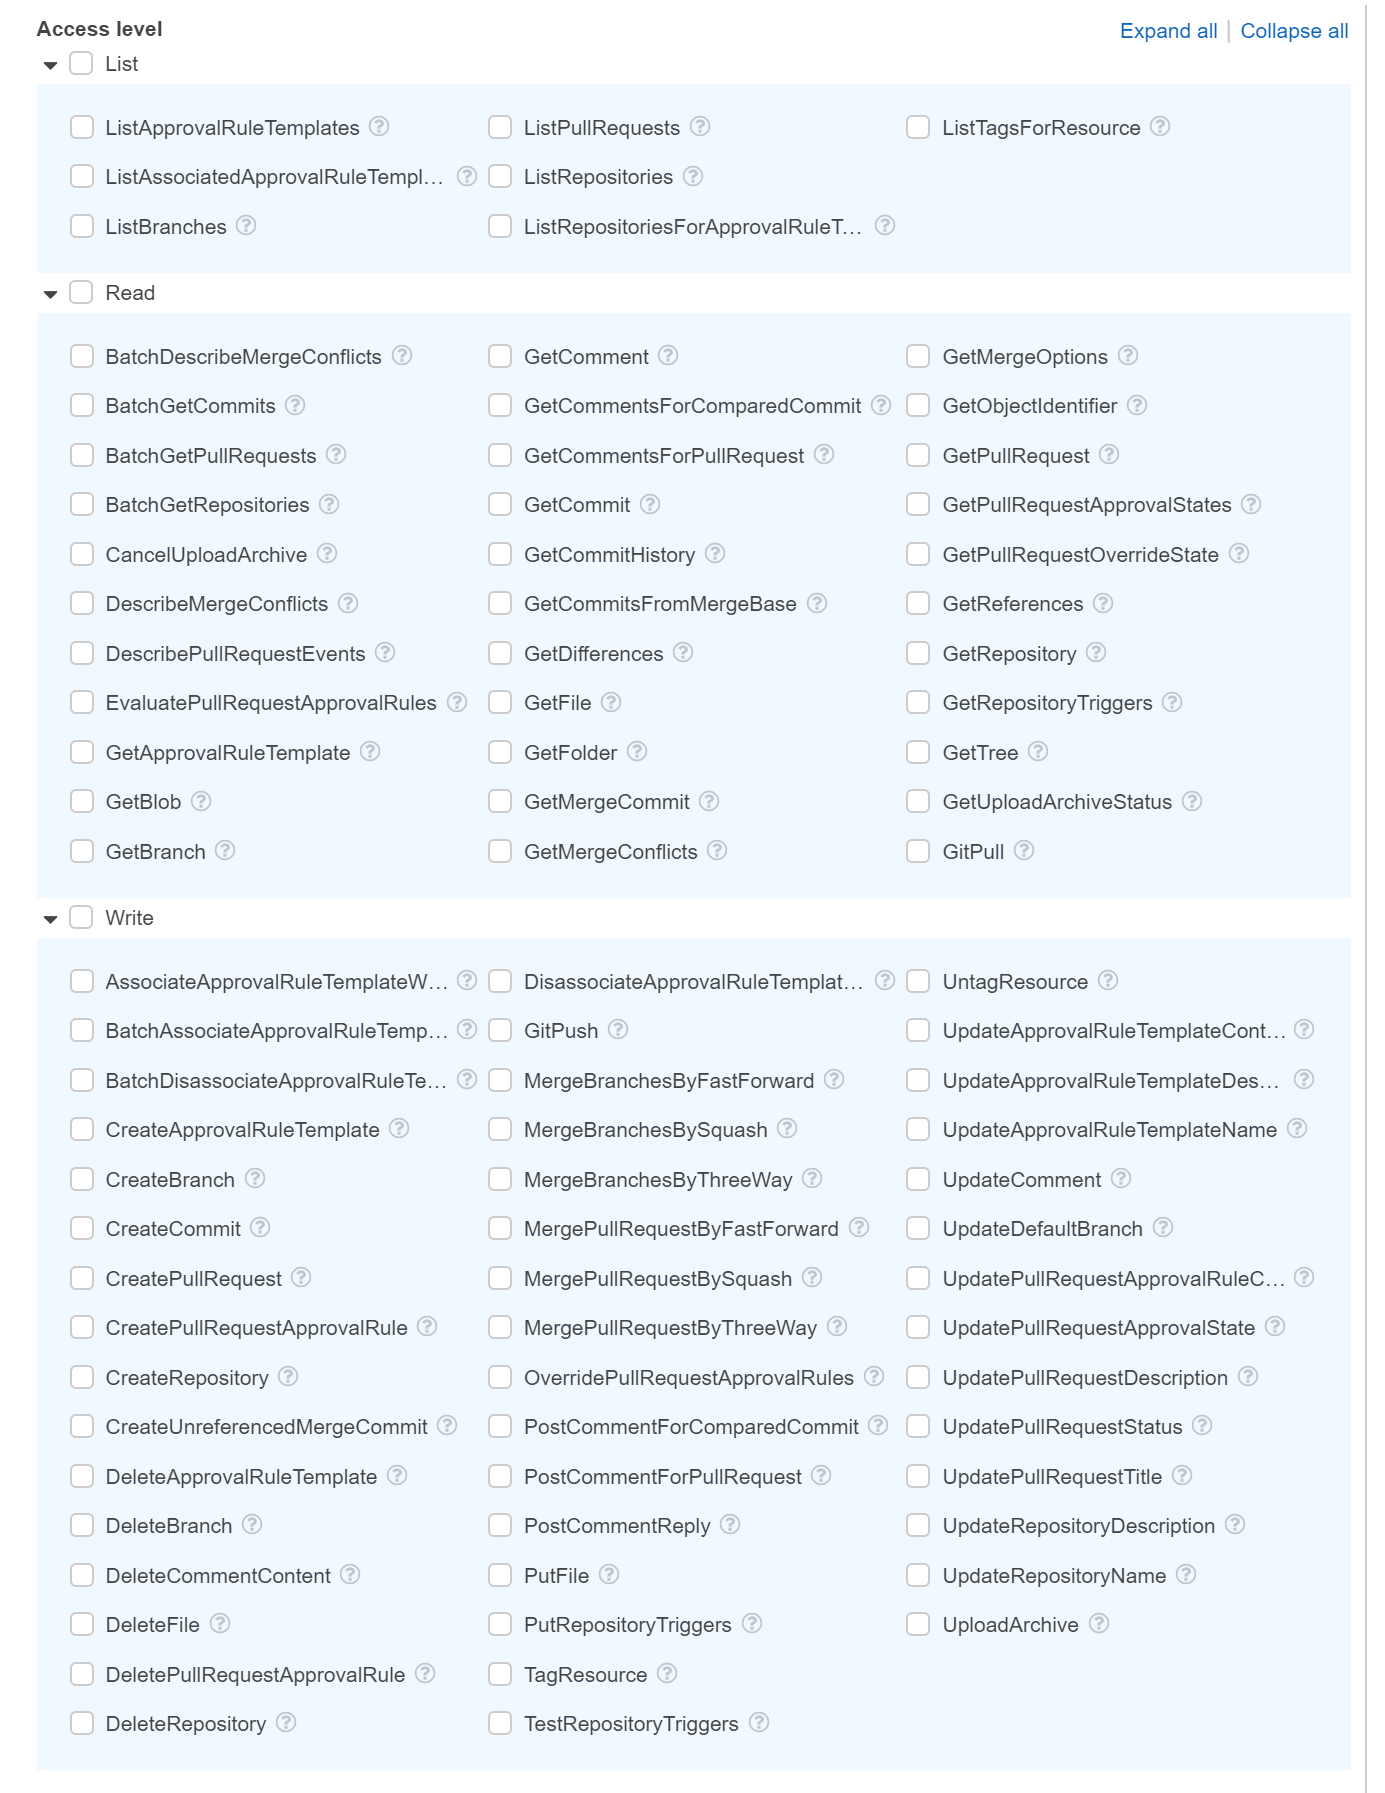 Access level
Expand all | Collapse all
List
ListApprovalRuleTemplates ? ListPullRequests ? ListTagsForResource ?
ListAssociatedApprovalRuleTempl... ? ListRepositories ?
ListBranches ? ListRepositoriesForApprovalRuleT... ?
Read
BatchDescribeMergeConflicts ? GetComment ? GetMergeOptions ?
BatchGetCommits ? GetCommentsForComparedCommit ? GetObjectIdentifier ?
BatchGetPullRequests ? GetCommentsForPullRequest ? GetPullRequest ?
BatchGetRepositories ? GetCommit ? GetPullRequestApprovalStates ?
CancelUploadArchive ? GetCommitHistory ? GetPullRequestOverrideState ?
DescribeMergeConflicts ? GetCommitsFromMergeBase ? GetReferences ?
DescribePullRequestEvents ? GetDifferences ? GetRepository ?
EvaluatePullRequestApprovalRules ? GetFile ? GetRepositoryTriggers ?
GetApprovalRuleTemplate ? GetFolder ? GetTree ?
GetBlob ? GetMergeCommit ? GetUploadArchiveStatus ?
GetBranch ? GetMergeConflicts ? GitPull ?
Write
AssociateApprovalRuleTemplateW... ? DisassociateApprovalRuleTemplat... ? UntagResource ?
BatchAssociateApprovalRuleTemp... ? GitPush ? UpdateApprovalRuleTemplateCont... ?
BatchDisassociateApprovalRuleTe... ? MergeBranchesByFastForward ? UpdateApprovalRuleTemplateDes... ?
CreateApprovalRuleTemplate ? MergeBranchesBySquash ? UpdateApprovalRuleTemplateName ?
CreateBranch ? MergeBranchesByThreeWay ? UpdateComment ?
CreateCommit ? MergePullRequestByFastForward ? UpdateDefaultBranch ?
CreatePullRequest ? MergePullRequestBySquash ? UpdatePullRequestApprovalRuleC... ?
CreatePullRequestApprovalRule ? MergePullRequestByThreeWay ? UpdatePullRequestApprovalState ?
CreateRepository ? OverridePullRequestApprovalRules ? UpdatePullRequestDescription ?
CreateUnreferencedMergeCommit ? PostCommentForComparedCommit ? UpdatePullRequestStatus ?
DeleteApprovalRuleTemplate ? PostCommentForPullRequest ? UpdatePullRequestTitle ?
DeleteBranch ? PostCommentReply ? UpdateRepositoryDescription ?
DeleteCommentContent ? PutFile ? UpdateRepositoryName ?
DeleteFile ? PutRepositoryTriggers ? UploadArchive ?
DeletePullRequestApprovalRule ? TagResource ?
DeleteRepository ? TestRepositoryTriggers ?